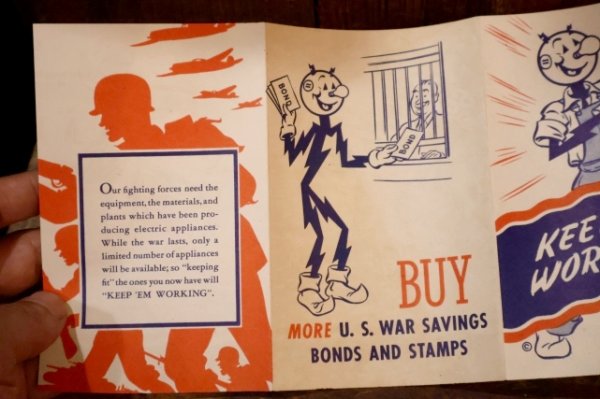 Our fighting forces need the
equipment, the materials, and
plants which have been pro-
ducing electric appliances.
While the war lasts, only a
limited number of appliances
will be available; so "keeping
fit" the ones you now have will
"KEEP 'EM WORKING".
BOND
BOND
BUY
MORE U. S. WAR SAVINGS
BONDS AND STAMPS
KEE
WOR
©